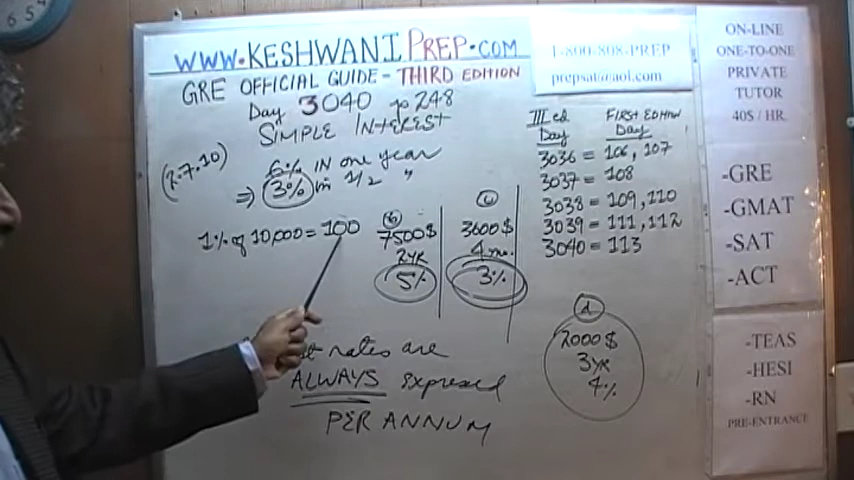 WWW.KESHWANIPREP.COM
GRE OFFICIAL GUIDE - THIRD EDITION
Day 3040 p 248
SIMPLE INTEREST
(2.7.10)
6% IN one year
⇒ 3% in 1/2 "
1% of 10,000 = 100
b
7500$
2yr
5%
c
3600$
4 mo.
3%
d
2000$
3yr
4%
rates are
ALWAYS expressed
PER ANNUM
III ed FIRST EDITION
Day Day
3036 = 106, 107
3037 = 108
3038 = 109, 110
3039 = 111, 112
3040 = 113
1-800-808-PREP
prepsat@aol.com
ON-LINE
ONE-TO-ONE
PRIVATE
TUTOR
40$ / HR.
-GRE
-GMAT
-SAT
-ACT
-TEAS
-HESI
-RN
PRE-ENTRANCE
6 5